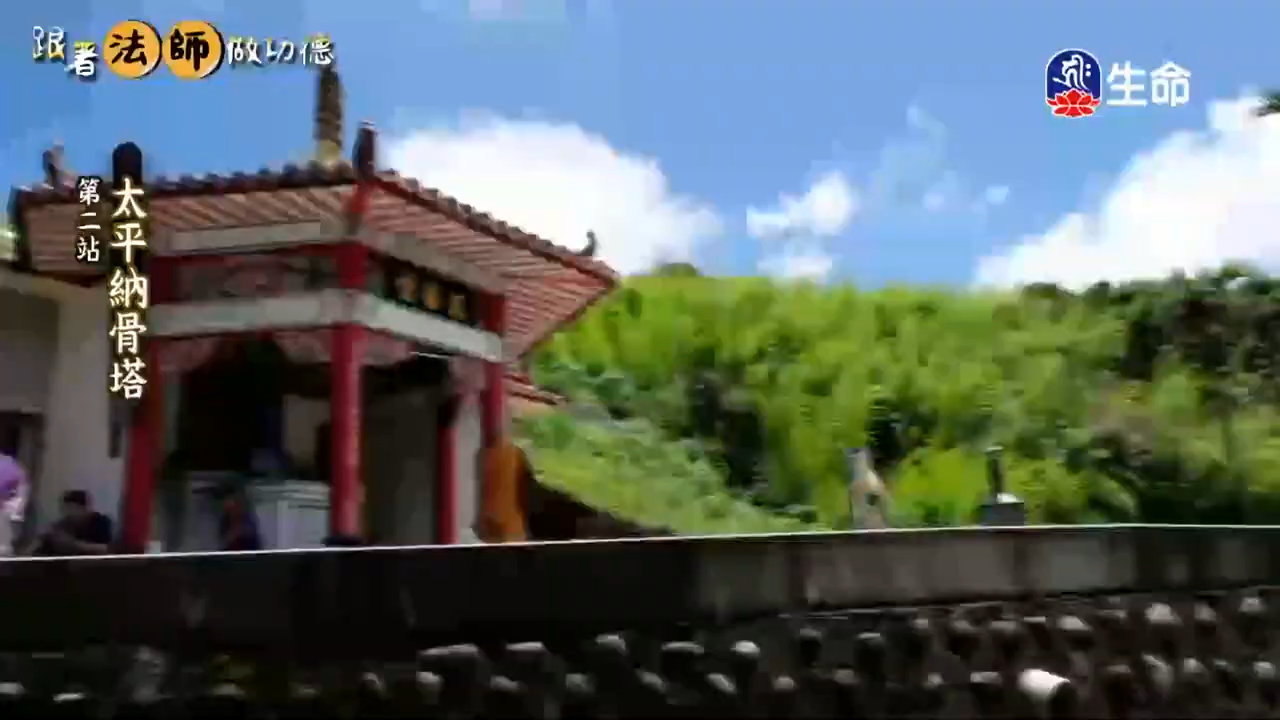 跟著法師做功德
生命
第二站
太平納骨塔